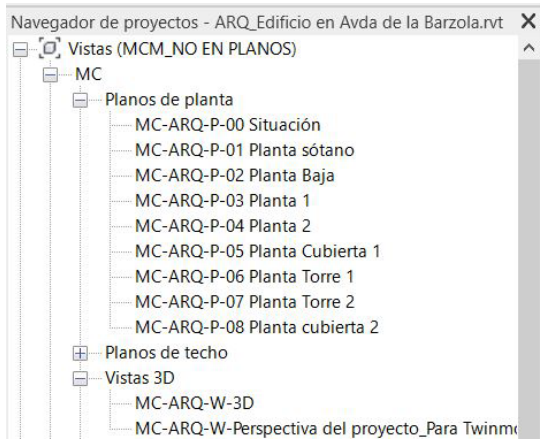 Navegador de proyectos - ARQ_Edificio en Avda de la Barzola.rvt
Vistas (MCM_NO EN PLANOS)
MC
Planos de planta
MC-ARQ-P-00 Situación
MC-ARQ-P-01 Planta sótano
MC-ARQ-P-02 Planta Baja
MC-ARQ-P-03 Planta 1
MC-ARQ-P-04 Planta 2
MC-ARQ-P-05 Planta Cubierta 1
MC-ARQ-P-06 Planta Torre 1
MC-ARQ-P-07 Planta Torre 2
MC-ARQ-P-08 Planta cubierta 2
Planos de techo
Vistas 3D
MC-ARQ-W-3D
MC-ARQ-W-Perspectiva del proyecto_Para